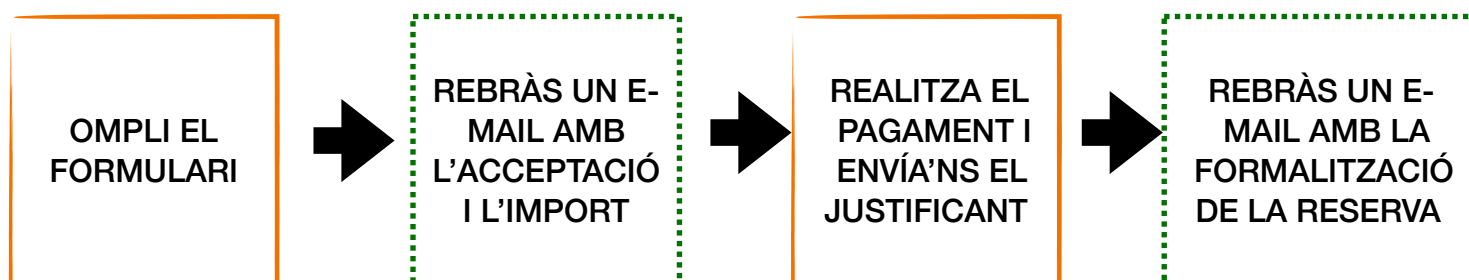 OMPLI EL
FORMULARI
REBRÀS UN E-
MAIL AMB
L’ACCEPTACIÓ
I L’IMPORT
REALITZA EL
PAGAMENT I
ENVÍA’NS EL
JUSTIFICANT
REBRÀS UN E-
MAIL AMB LA
FORMALITZACIÓ
DE LA RESERVA